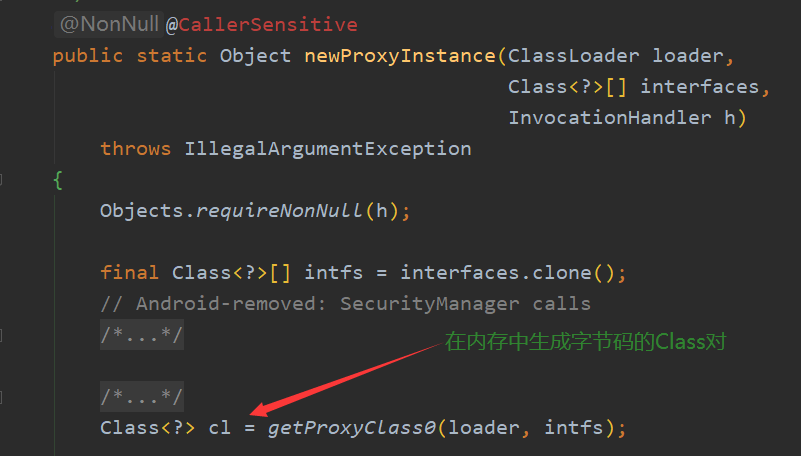 @NonNull @CallerSensitive
public static Object newProxyInstance(ClassLoader loader,
Class<?>[] interfaces,
InvocationHandler h)
throws IllegalArgumentException
{
Objects.requireNonNull(h);
final Class<?>[] intfs = interfaces.clone();
// Android-removed: SecurityManager calls
/*...*/
在内存中生成字节码的Class对
/*...*/
Class<?> cl = getProxyClass0(loader, intfs);